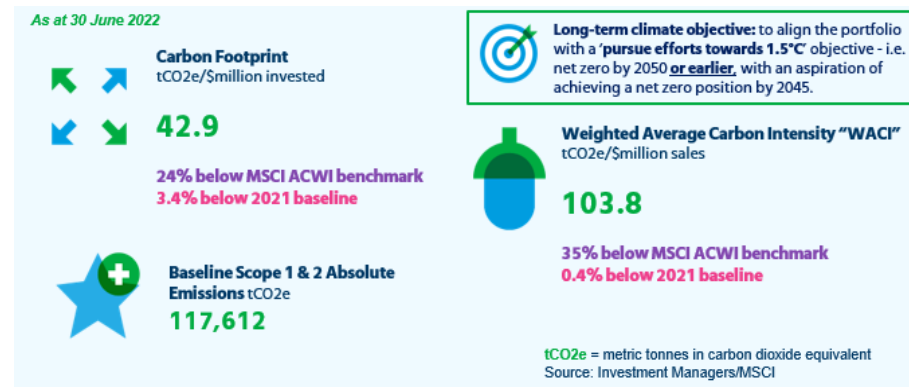 As at 30 June 2022
Carbon Footprint
tCO2e/$million invested
42.9
24% below MSCI ACWI benchmark
3.4% below 2021 baseline
Baseline Scope 1 & 2 Absolute
Emissions tCO2e
117,612
Long-term climate objective: to align the portfolio
with a ‘pursue efforts towards 1.5°C’ objective - i.e.
net zero by 2050 or earlier, with an aspiration of
achieving a net zero position by 2045.
Weighted Average Carbon Intensity “WACI”
tCO2e/$million sales
103.8
35% below MSCI ACWI benchmark
0.4% below 2021 baseline
tCO2e = metric tonnes in carbon dioxide equivalent
Source: Investment Managers/MSCI